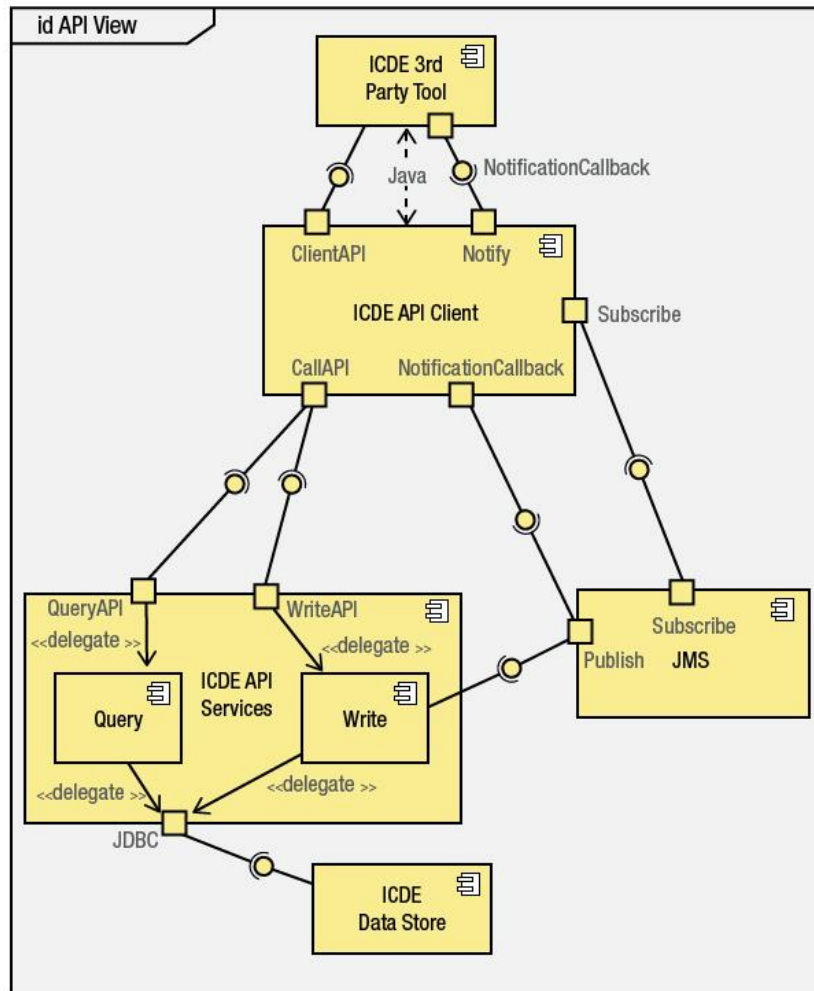 id API View
ICDE 3rd
Party Tool
Java
NotificationCallback
ClientAPI
Notify
ICDE API Client
Subscribe
CallAPI
NotificationCallback
QueryAPI
WriteAPI
<<delegate >>
<<delegate >>
Subscribe
Publish
JMS
ICDE API
Services
Query
Write
<<delegate >>
<<delegate >>
JDBC
ICDE
Data Store